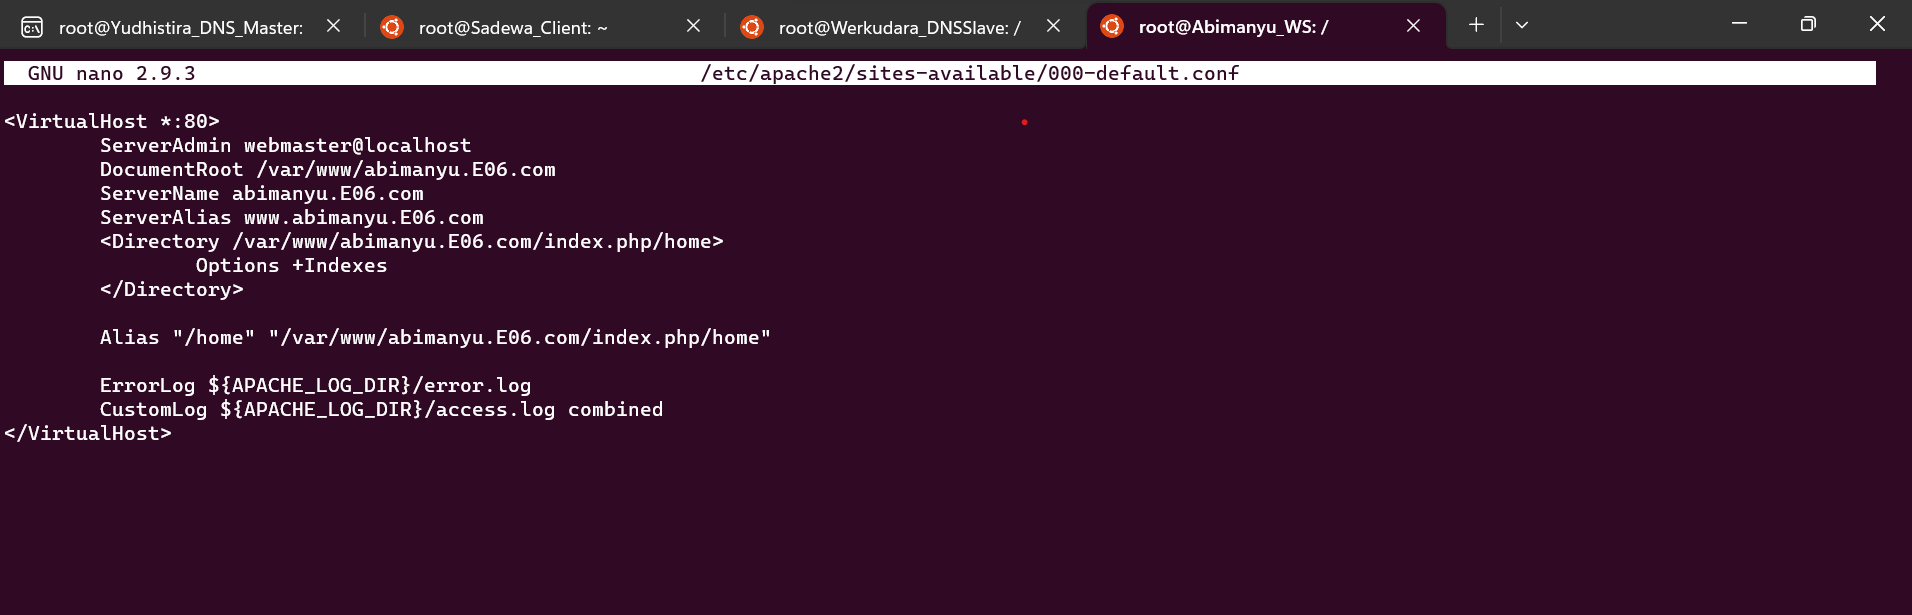 root@Yudhistira_DNS_Master: root@Sadewa_Client: ~ root@Werkudara_DNSSlave: / root@Abimanyu_WS: /
GNU nano 2.9.3 /etc/apache2/sites-available/000-default.conf
<VirtualHost *:80>
ServerAdmin webmaster@localhost
DocumentRoot /var/www/abimanyu.E06.com
ServerName abimanyu.E06.com
ServerAlias www.abimanyu.E06.com
<Directory /var/www/abimanyu.E06.com/index.php/home>
Options +Indexes
</Directory>
Alias "/home" "/var/www/abimanyu.E06.com/index.php/home"
ErrorLog ${APACHE_LOG_DIR}/error.log
CustomLog ${APACHE_LOG_DIR}/access.log combined
</VirtualHost>